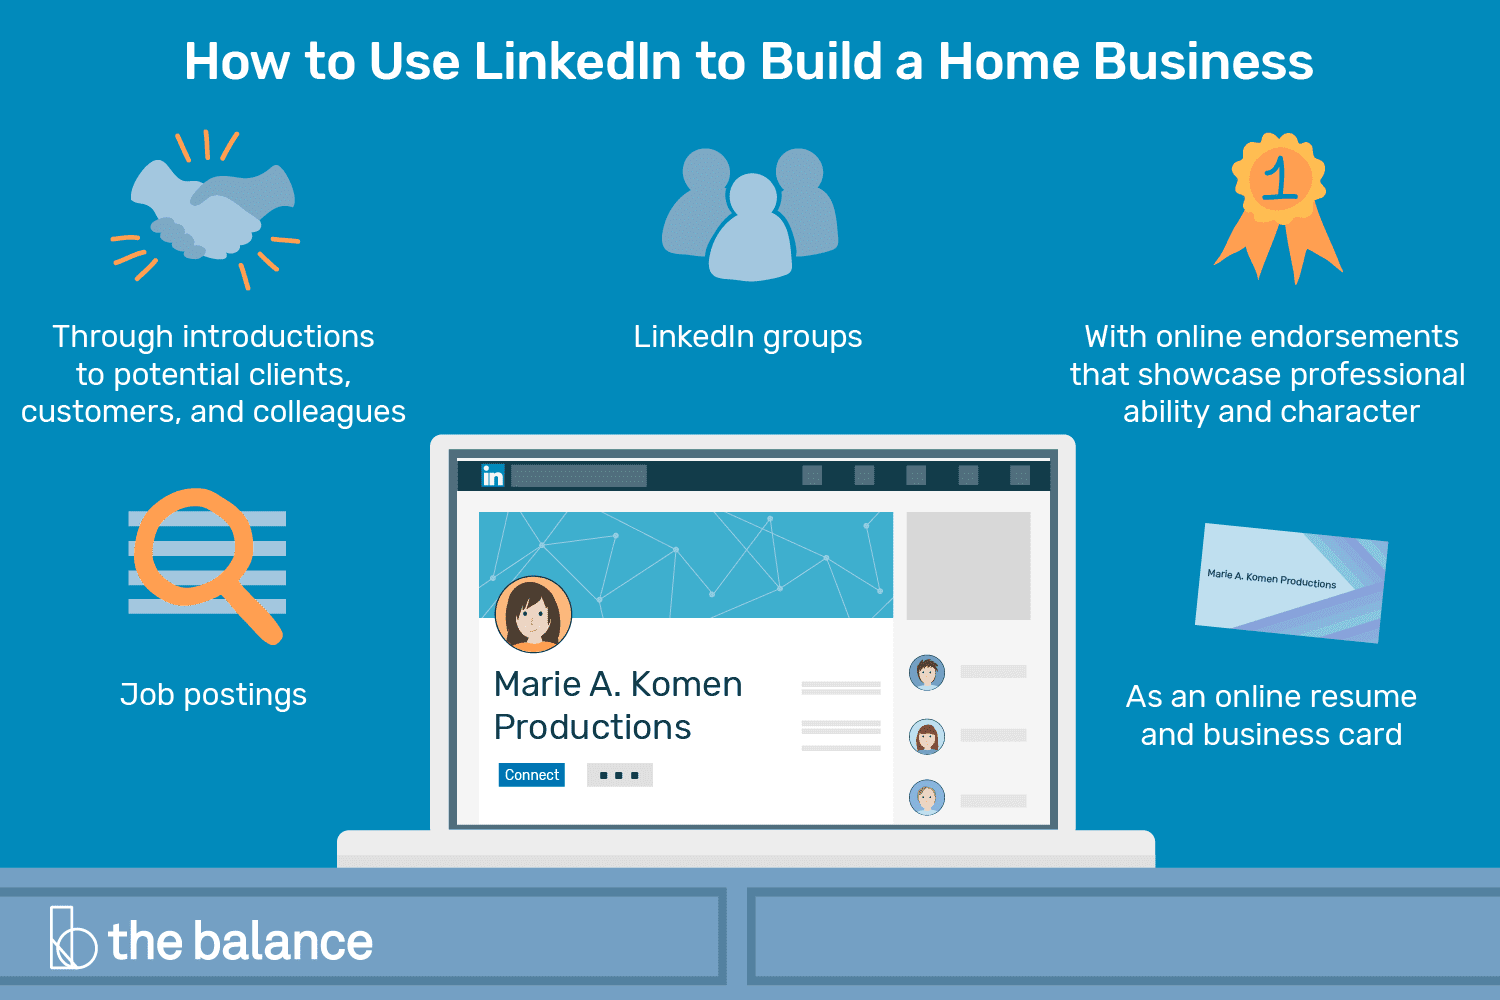 How to Use LinkedIn to Build a Home Business
Through introductions
to potential clients,
customers, and colleagues
LinkedIn groups
With online endorsements
that showcase professional
ability and character
1
Job postings
in
Marie A. Komen
Productions
Connect
Marie A. Komen Productions
As an online resume
and business card
b the balance